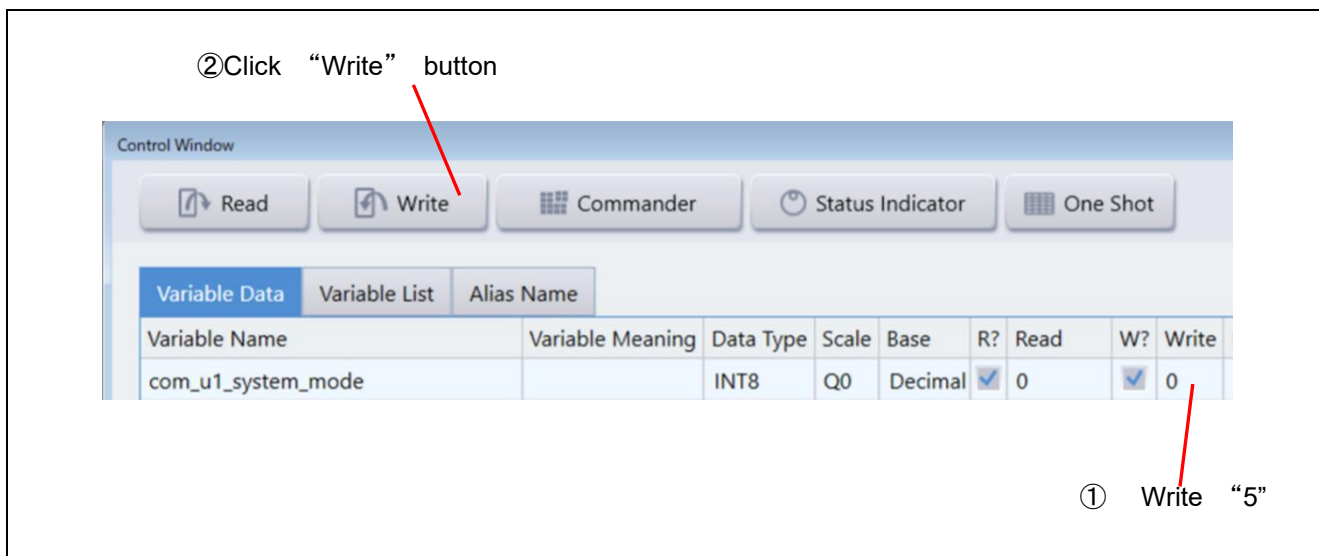 ②Click “Write” button
Control Window
Read Write Commander Status Indicator One Shot
Variable Data Variable List Alias Name
Variable Name Variable Meaning Data Type Scale Base R? Read W? Write
com_u1_system_mode INT8 Q0 Decimal 0 0
① Write “5”